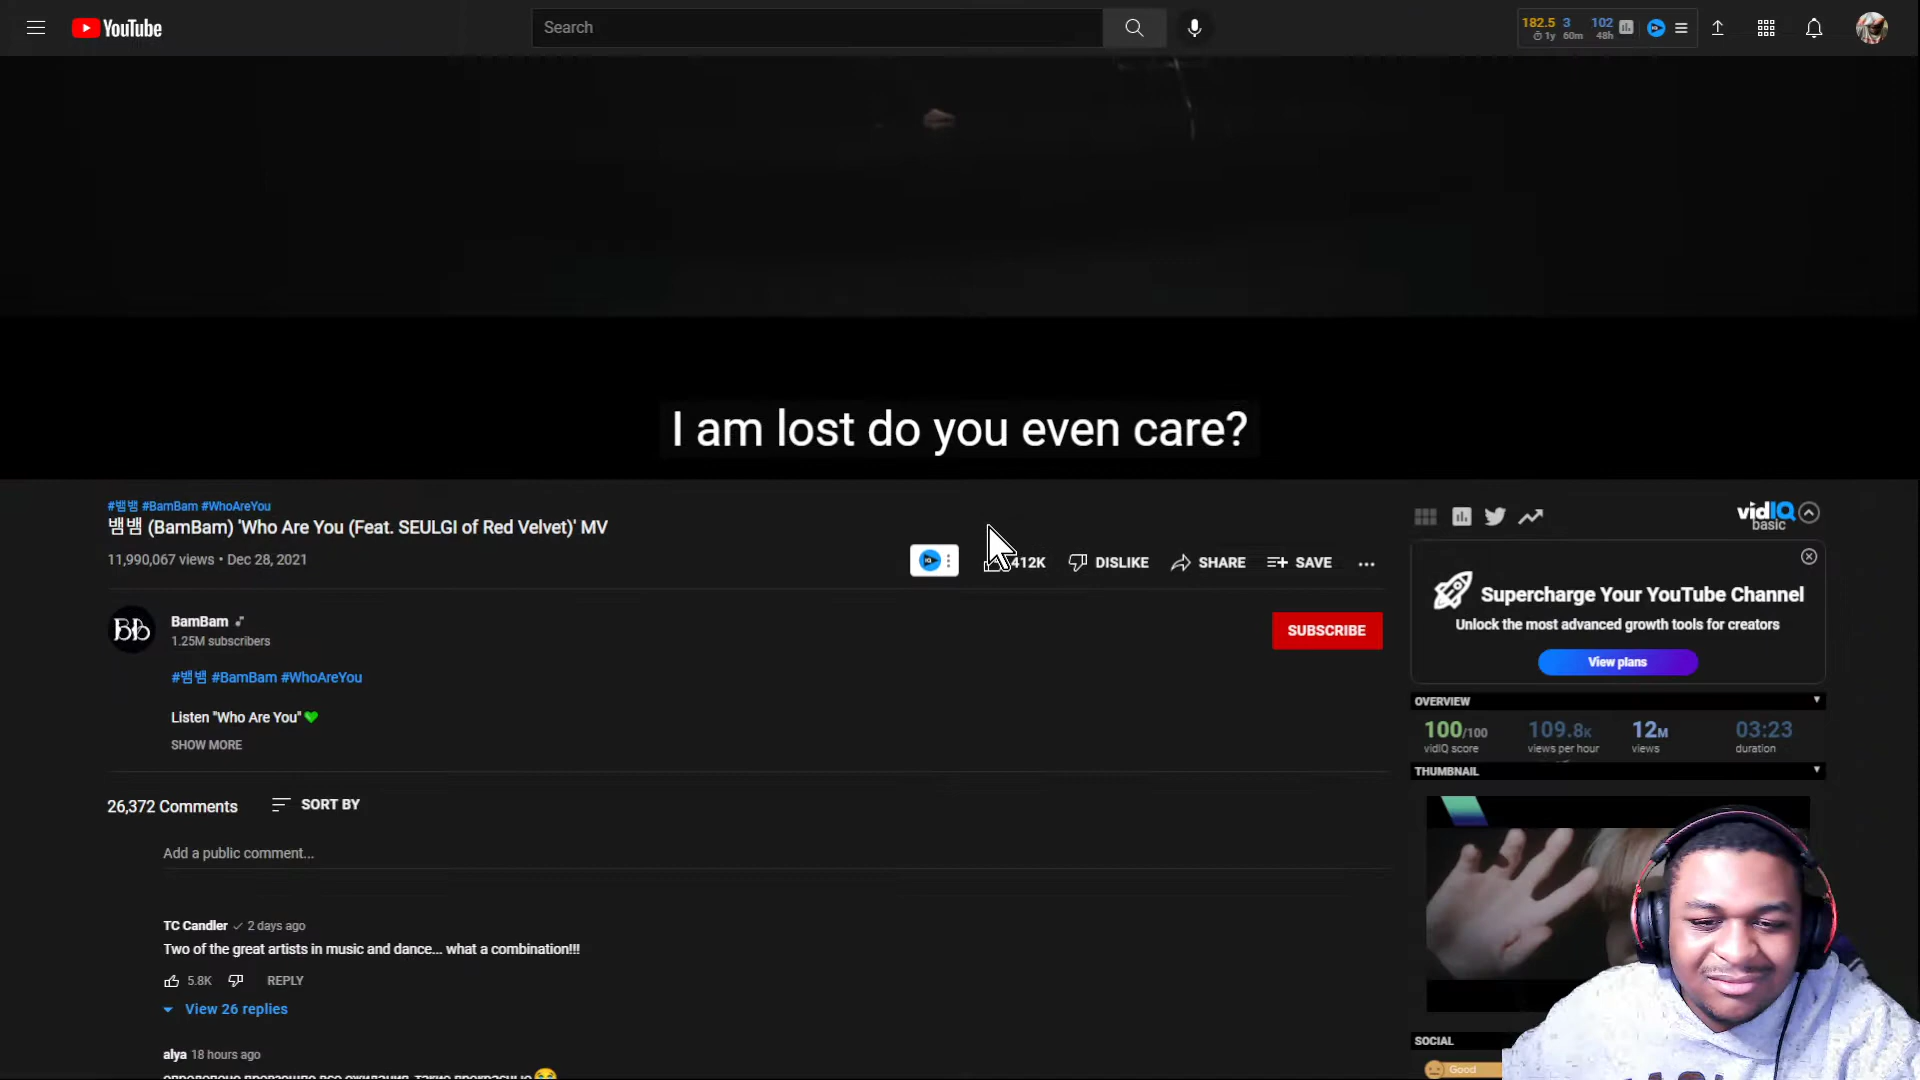 YouTube
Search
182.5 3 102
1y 60m 48h
I am lost do you even care?
#뱀뱀 #BamBam #WhoAreYou
뱀뱀 (BamBam) 'Who Are You (Feat. SEULGI of Red Velvet)' MV
11,990,067 views • Dec 28, 2021
412K DISLIKE SHARE SAVE
BamBam
1.25M subscribers
SUBSCRIBE
#뱀뱀 #BamBam #WhoAreYou
Listen "Who Are You"💚
SHOW MORE
26,372 Comments SORT BY
Add a public comment...
TC Candler 2 days ago
Two of the great artists in music and dance... what a combination!!!
5.8K REPLY
View 26 replies
alya 18 hours ago
vidIQ
basic
Supercharge Your YouTube Channel
Unlock the most advanced growth tools for creators
View plans
OVERVIEW
100/100 109.8K 12M 03:23
vidIQ score views per hour views duration
THUMBNAIL
SOCIAL
Good